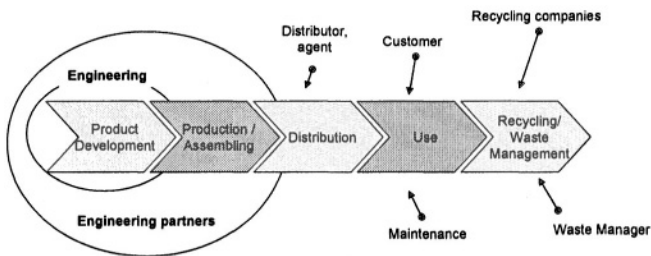 Recycling companies
Distributor,
agent
Customer
Engineering
Product
Development
Production /
Assembling
Distribution
Use
Recycling/
Waste
Management
Engineering partners
Maintenance
Waste Manager